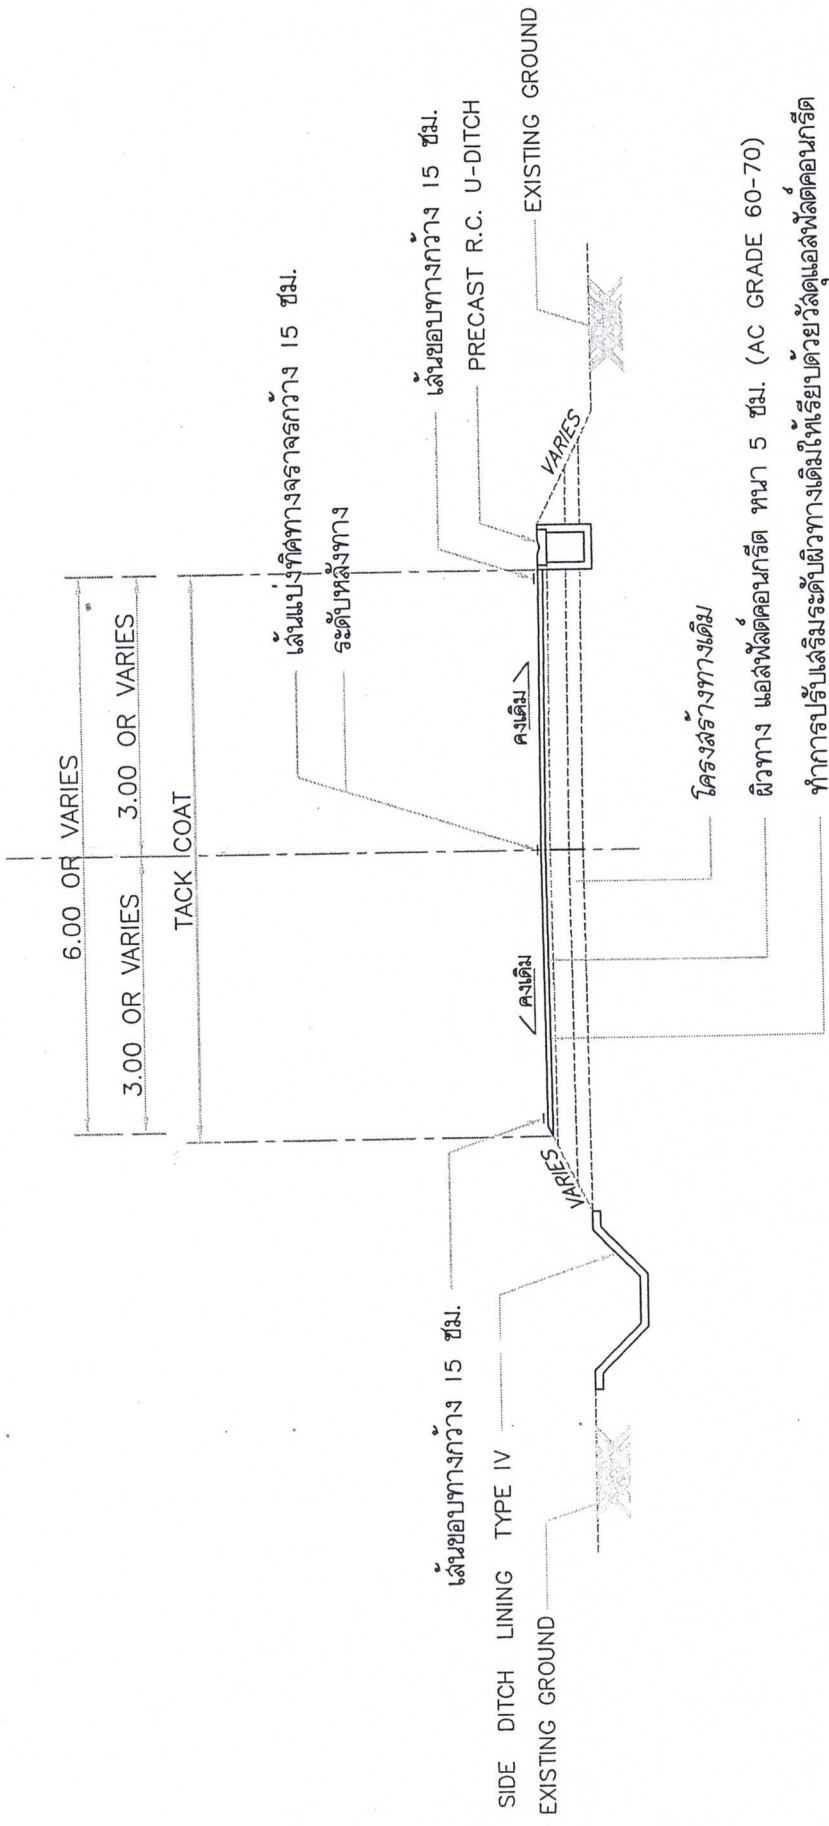 6.00 OR VARIES
3.00 OR VARIES
3.00 OR VARIES
TACK COAT
เส้นแบ่งทิศทางจราจรกว้าง 15 ซม.
ระดับหลังทาง
เส้นขอบทางกว้าง 15 ซม.
เส้นขอบทางกว้าง 15 ซม.
PRECAST R.C. U-DITCH
SIDE DITCH LINING TYPE IV
EXISTING GROUND
EXISTING GROUND
คงเดิม
คงเดิม
VARIES
VARIES
โครงสร้างทางเดิม
ผิวทาง แอสฟัลต์คอนกรีต หนา 5 ซม. (AC GRADE 60-70)
ทำการปรับเสริมระดับผิวทางเดิมให้เรียบด้วยวัสดุแอสฟัลต์คอนกรีต